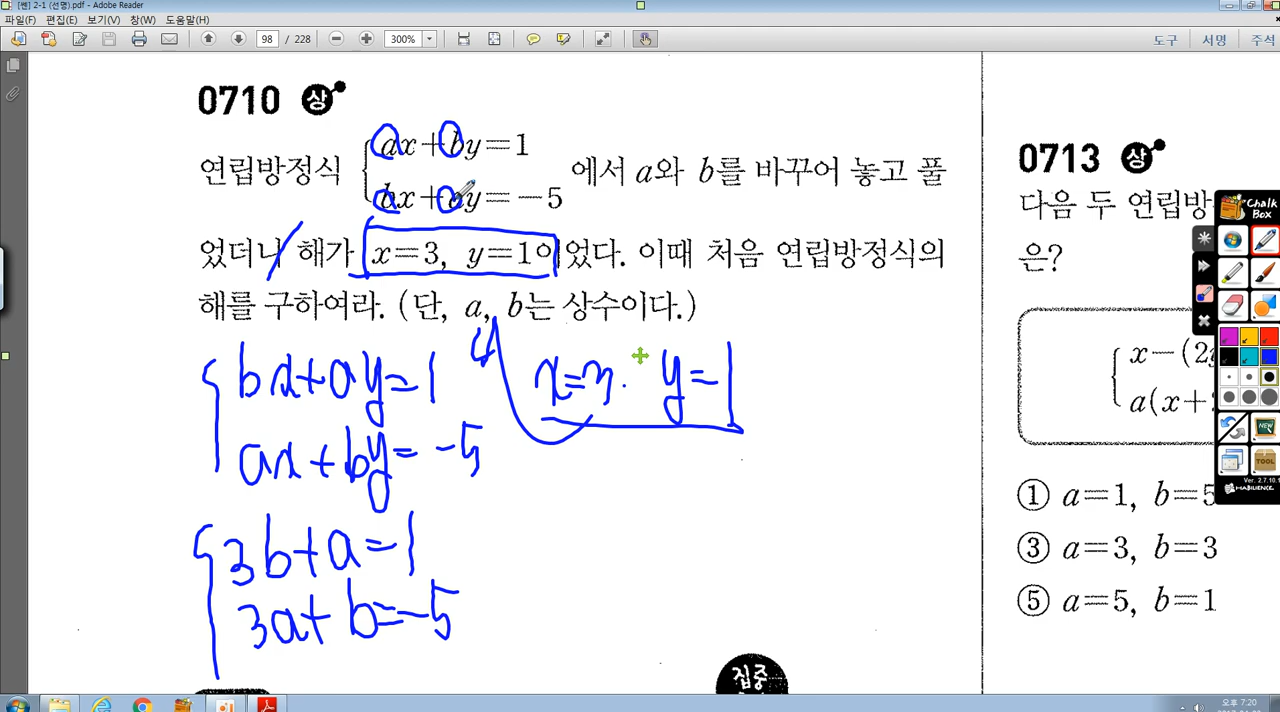 [쎈] 2-1 (선명).pdf - Adobe Reader
파일(F) 편집(E) 보기(V) 창(W) 도움말(H)
98 / 228 300% 도구 서명 주석
0710 상
연립방정식 { ax+by=1
bx+ay=-5 에서 a와 b를 바꾸어 놓고 풀
었더니 해가 x=3, y=1이었다. 이때 처음 연립방정식의
해를 구하여라. (단, a, b는 상수이다.)
bx+ay=1
ax+by=-5
x=3. y=1
3b+a=1
3a+b=-5
집중
0713 상
다음 두 연립방
은?
x-(2
a(x+
① a=1, b=5
③ a=3, b=3
⑤ a=5, b=1
Chalk
Box
NEW
TOOL
Ver. 2.7.10.1
오후 7:20